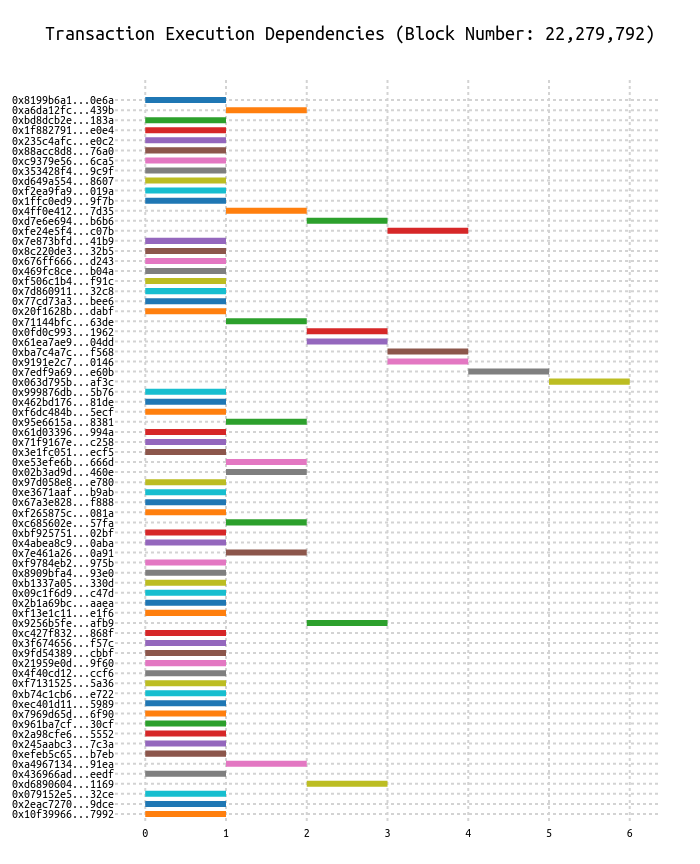 Transaction Execution Dependencies (Block Number: 22,279,792)
0x8199b6a1...0e6a
0xa6da12fc...439b
0xbd8dcb2e...183a
0x1f882791...e0e4
0x235c4afc...e0c2
0x88acc8d8...76a0
0xc9379e56...6ca5
0x353428f4...9c9f
0xd649a554...8607
0xf2ea9fa9...019a
0x1ffc0ed9...9f7b
0x4ff0e412...7d35
0xd7e6e694...b6b6
0xfe24e5f4...c07b
0x7e873bfd...41b9
0x8c220de3...32b5
0x676ff666...d243
0x469fc8ce...b04a
0xf506c1b4...f91c
0x7d860911...32c8
0x77cd73a3...bee6
0x20f1628b...dabf
0x71144bfc...63de
0x0fd0c993...1962
0x61ea7ae9...04dd
0xba7c4a7c...f568
0x9191e2c7...0146
0x7edf9a69...e60b
0x063d795b...af3c
0x999876db...5b76
0x462bd176...81de
0xf6dc484b...5ecf
0x95e6615a...8381
0x61d03396...994a
0x71f9167e...c258
0x3e1fc051...ecf5
0xe53efe6b...666d
0x02b3ad9d...460e
0x97d058e8...e780
0xe3671aaf...b9ab
0x67a3e828...f888
0xf265875c...081a
0xc685602e...57fa
0xbf925751...02bf
0x4abea8c9...0aba
0x7e461a26...0a91
0xf9784eb2...975b
0x8909bfa4...93e0
0xb1337a05...330d
0x09c1f6d9...c47d
0x2b1a69bc...aaea
0xf13e1c11...e1f6
0x9256b5fe...afb9
0xc427f832...868f
0x3f674656...f57c
0x9fd54389...cbbf
0x21959e0d...9f60
0x4f40cd12...ccf6
0xf7131525...5a36
0xb74c1cb6...e722
0xec401d11...5989
0x7969d65d...6f90
0x961ba7cf...30cf
0x2a98cfe6...5552
0x245aabc3...7c3a
0xefeb5c65...b7eb
0xa4967134...91ea
0x436966ad...eedf
0xd6890604...1169
0x079152e5...32ce
0x2eac7270...9dce
0x10f39966...7992
0 1 2 3 4 5 6